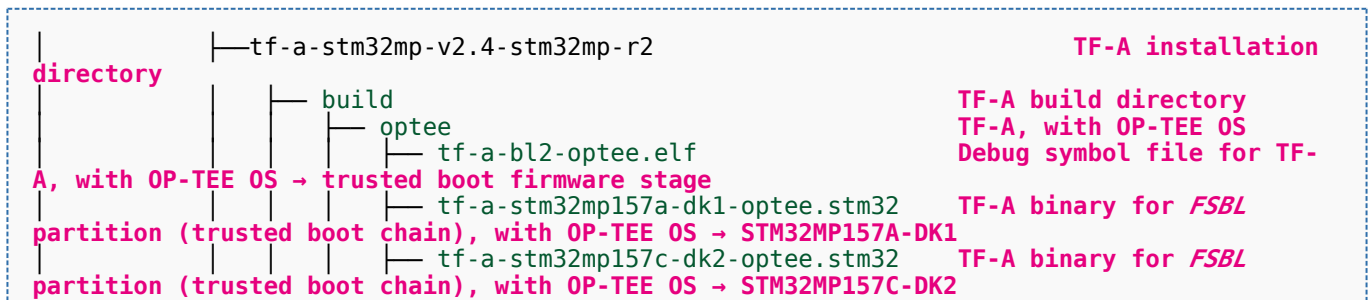 │           ├──tf-a-stm32mp-v2.4-stm32mp-r2                             TF-A installation
directory
│           │   ├── build                                      TF-A build directory
│           │   │   ├── optee                                  TF-A, with OP-TEE OS
│           │   │   │   ├── tf-a-bl2-optee.elf                 Debug symbol file for TF-
A, with OP-TEE OS → trusted boot firmware stage
│           │   │   │   ├── tf-a-stm32mp157a-dk1-optee.stm32    TF-A binary for FSBL
partition (trusted boot chain), with OP-TEE OS → STM32MP157A-DK1
│           │   │   │   ├── tf-a-stm32mp157c-dk2-optee.stm32    TF-A binary for FSBL
partition (trusted boot chain), with OP-TEE OS → STM32MP157C-DK2